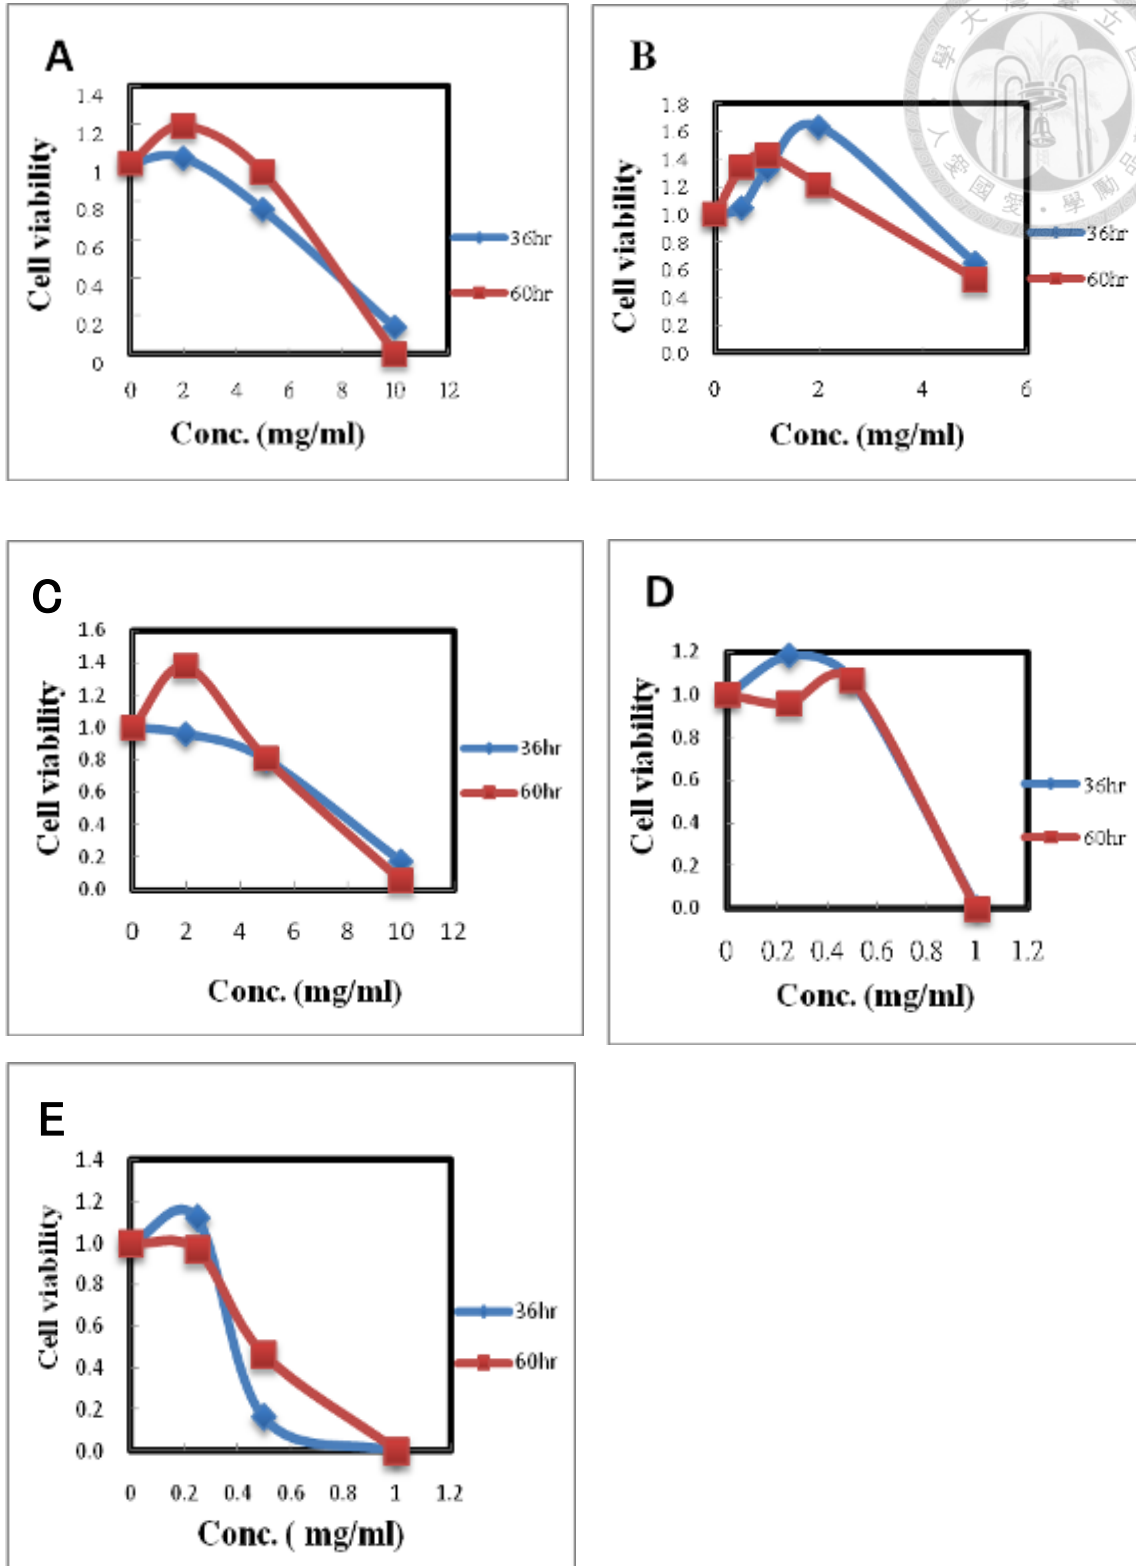 A
1.4
1.2
1
0.8
0.6
0.4
0.2
0
Cell viability
0 2 4 6 8 10 12
Conc. (mg/ml)
36hr
60hr
B
1.8
1.6
1.4
1.2
1.0
0.8
0.6
0.4
0.2
0.0
Cell viability
0 2 4 6
Conc. (mg/ml)
36hr
60hr
C
1.6
1.4
1.2
1.0
0.8
0.6
0.4
0.2
0.0
Cell viability
0 2 4 6 8 10 12
Conc. (mg/ml)
36hr
60hr
D
1.2
1.0
0.8
0.6
0.4
0.2
0.0
Cell viability
0 0.2 0.4 0.6 0.8 1 1.2
Conc. (mg/ml)
36hr
60hr
E
1.4
1.2
1.0
0.8
0.6
0.4
0.2
0.0
Cell viability
0 0.2 0.4 0.6 0.8 1 1.2
Conc. ( mg/ml)
36hr
60hr